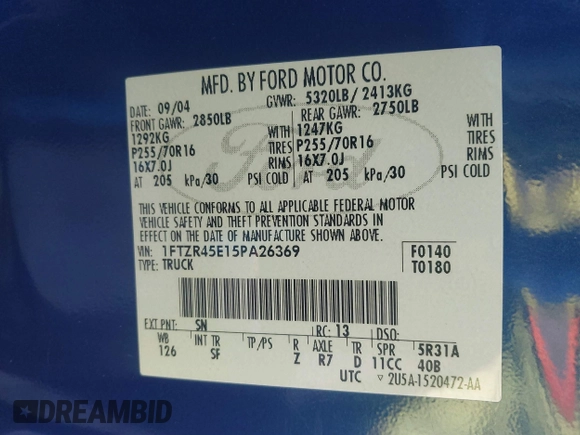 MFD. BY FORD MOTOR CO.
DATE: 09/04 GVWR: 5320LB/ 2413KG
FRONT GAWR: 2850LB REAR GAWR: 2750LB
1292KG WITH 1247KG WITH
P255/70R16 TIRES P255/70R16 TIRES
16X7.0J RIMS 16X7.0J RIMS
AT 205 kPa/30 PSI COLD AT 205 kPa/30 PSI COLD
Ford
THIS VEHICLE CONFORMS TO ALL APPLICABLE FEDERAL MOTOR
VEHICLE SAFETY AND THEFT PREVENTION STANDARDS IN
EFFECT ON THE DATE OF MANUFACTURE SHOWN ABOVE.
VIN: 1FTZR45E15PA26369 F0140
TYPE: TRUCK T0180
EXT PNT: SN RC: 13 DSO:
WB INT TR TP/PS R AXLE TR SPR 5R31A
126 SF Z R7 D 11CC 40B
UTC 2U5A-1520472-AA
DREAMBID